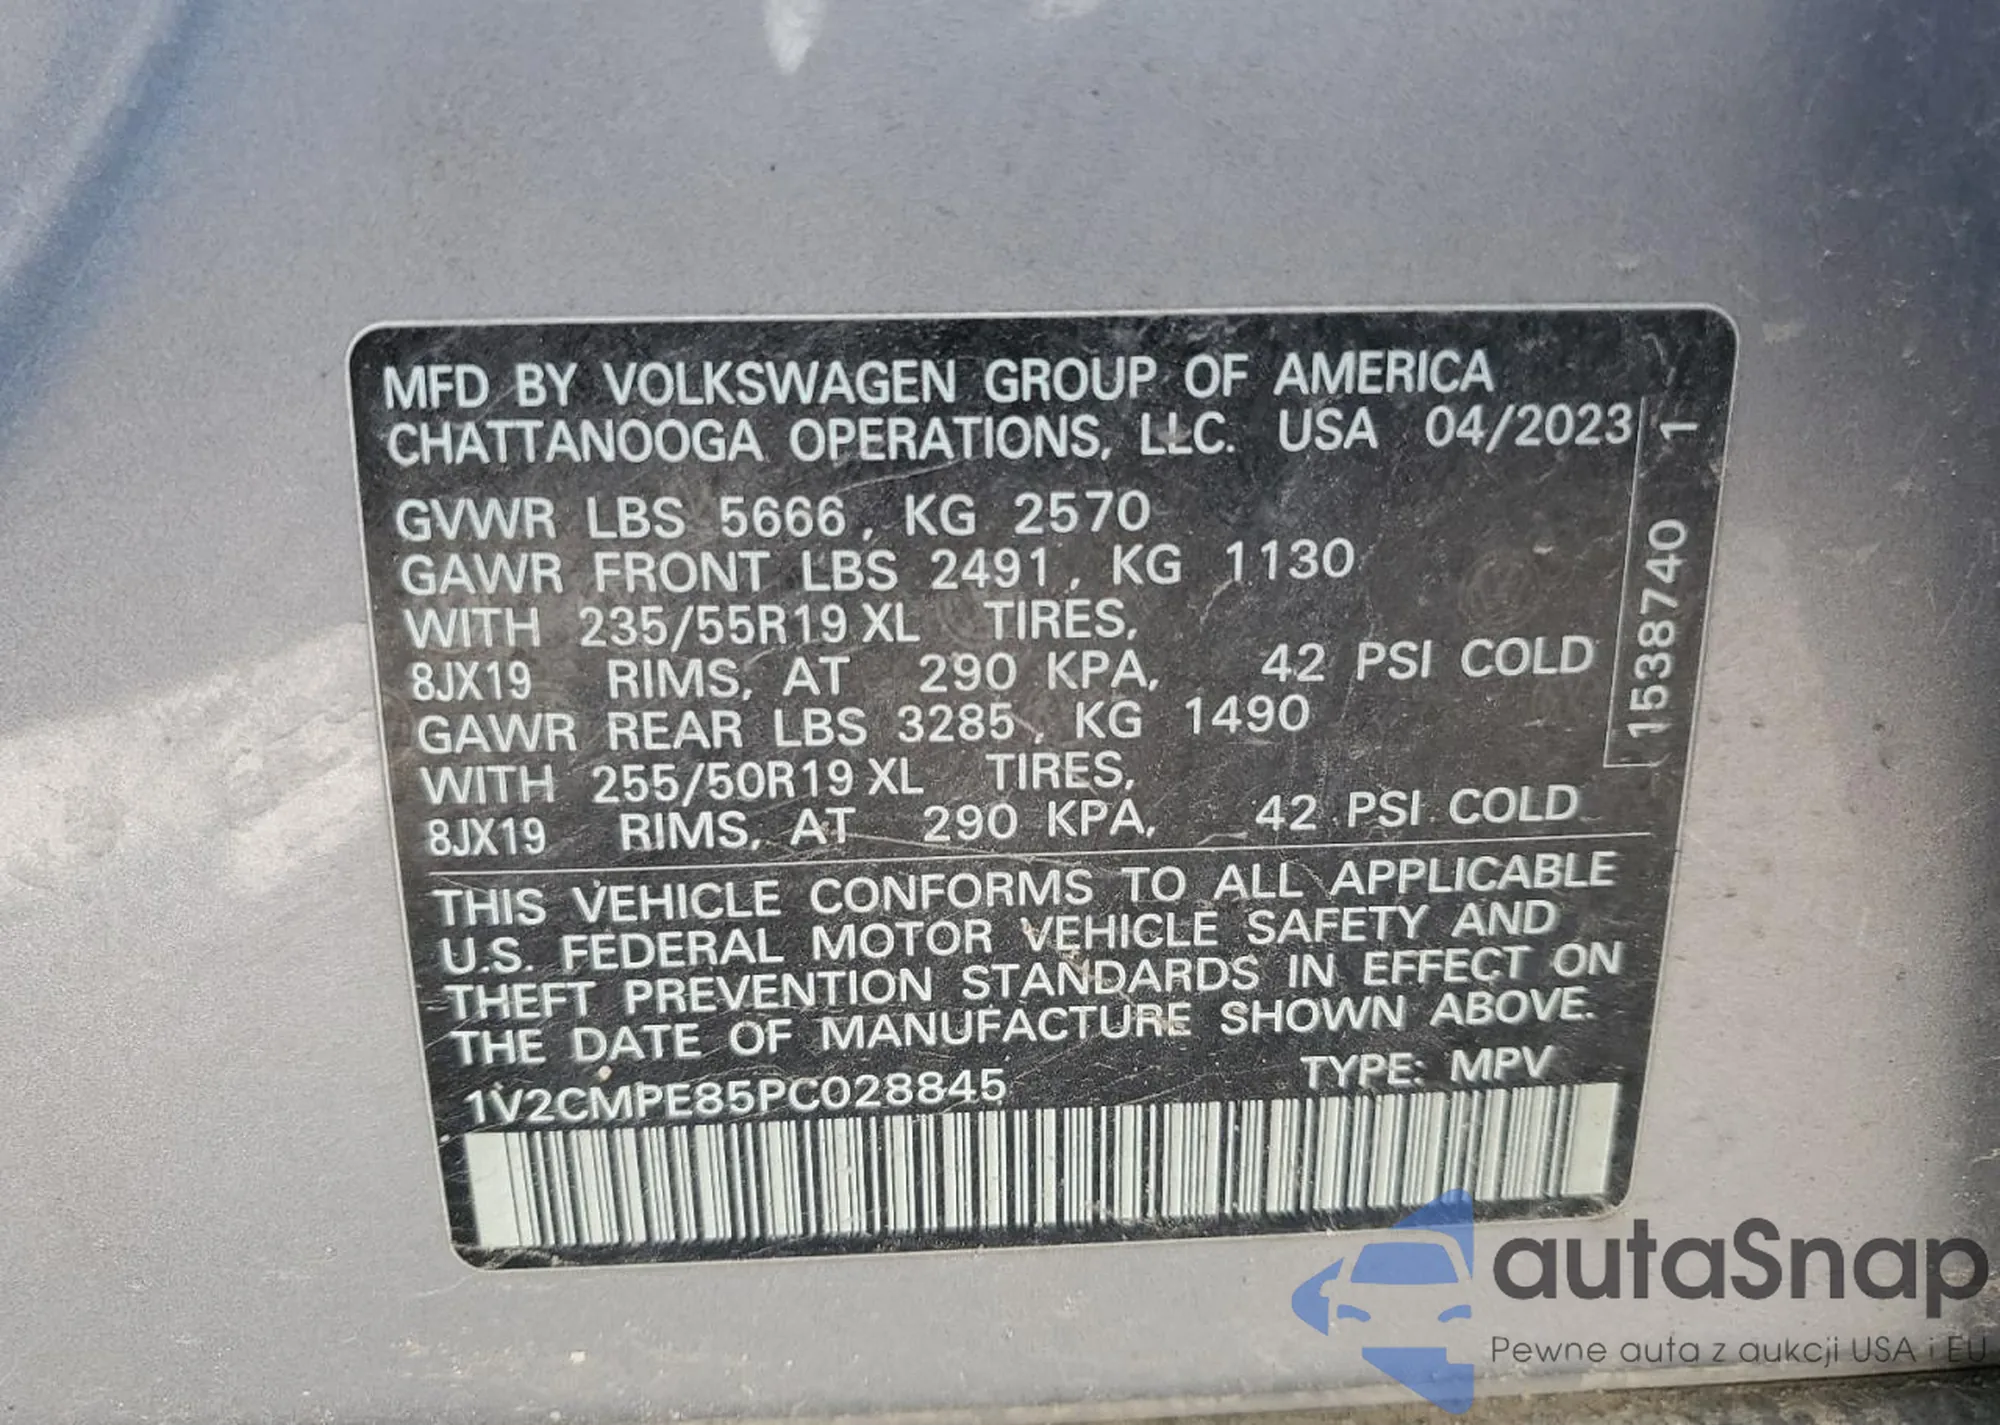 MFD BY VOLKSWAGEN GROUP OF AMERICA
CHATTANOOGA OPERATIONS, LLC. USA 04/2023
GVWR LBS 5666, KG 2570
GAWR FRONT LBS 2491, KG 1130
WITH 235/55R19 XL TIRES,
8JX19 RIMS, AT 290 KPA, 42 PSI COLD
GAWR REAR LBS 3285, KG 1490
WITH 255/50R19 XL TIRES,
8JX19 RIMS, AT 290 KPA, 42 PSI COLD
1538740 1
THIS VEHICLE CONFORMS TO ALL APPLICABLE
U.S. FEDERAL MOTOR VEHICLE SAFETY AND
THEFT PREVENTION STANDARDS IN EFFECT ON
THE DATE OF MANUFACTURE SHOWN ABOVE.
1V2CMPE85PC028845 TYPE: MPV
autaSnap
Pewne auta z aukcji USA i EU